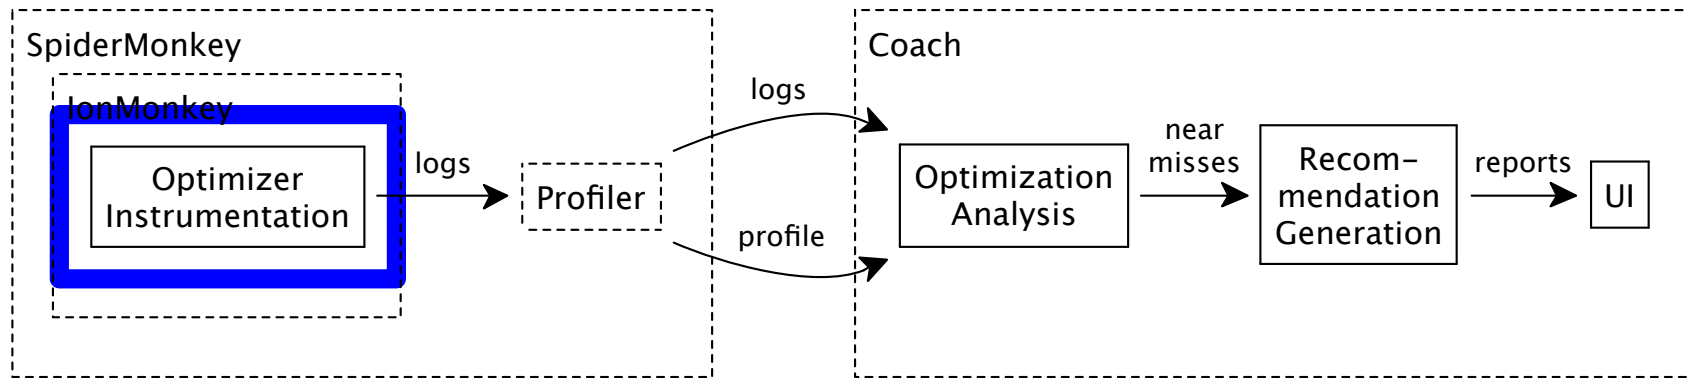 SpiderMonkey
IonMonkey
Optimizer
Instrumentation
logs
Profiler
logs
profile
Coach
Optimization
Analysis
near
misses
Recom-
mendation
Generation
reports
UI